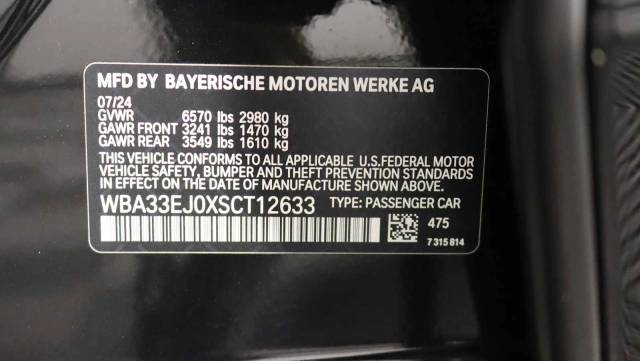 MFD BY BAYERISCHE MOTOREN WERKE AG
07/24
GVWR 6570 lbs 2980 kg
GAWR FRONT 3241 lbs 1470 kg
GAWR REAR 3549 lbs 1610 kg
THIS VEHICLE CONFORMS TO ALL APPLICABLE U.S.FEDERAL MOTOR
VEHICLE SAFETY, BUMPER AND THEFT PREVENTION STANDARDS
IN EFFECT ON THE DATE OF MANUFACTURE SHOWN ABOVE.
WBA33EJ0XSCT12633 TYPE: PASSENGER CAR
475
7 315 814